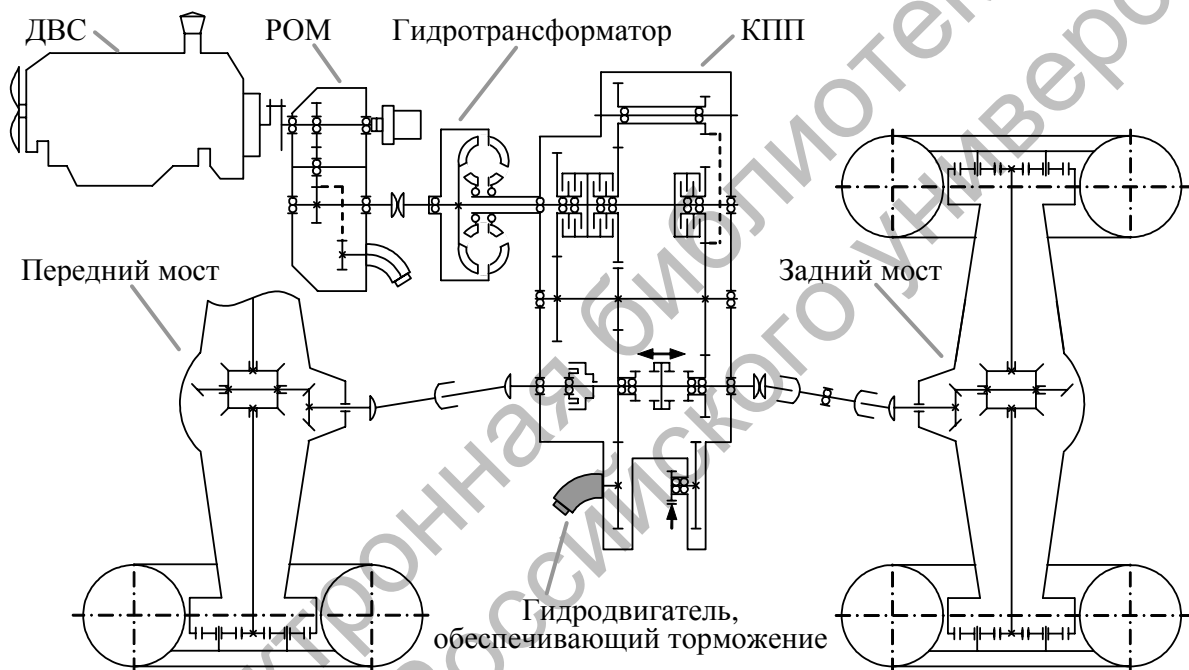 ДВС
РОМ
Гидротрансформатор
КПП
Передний мост
Задний мост
Гидродвигатель,
обеспечивающий торможение